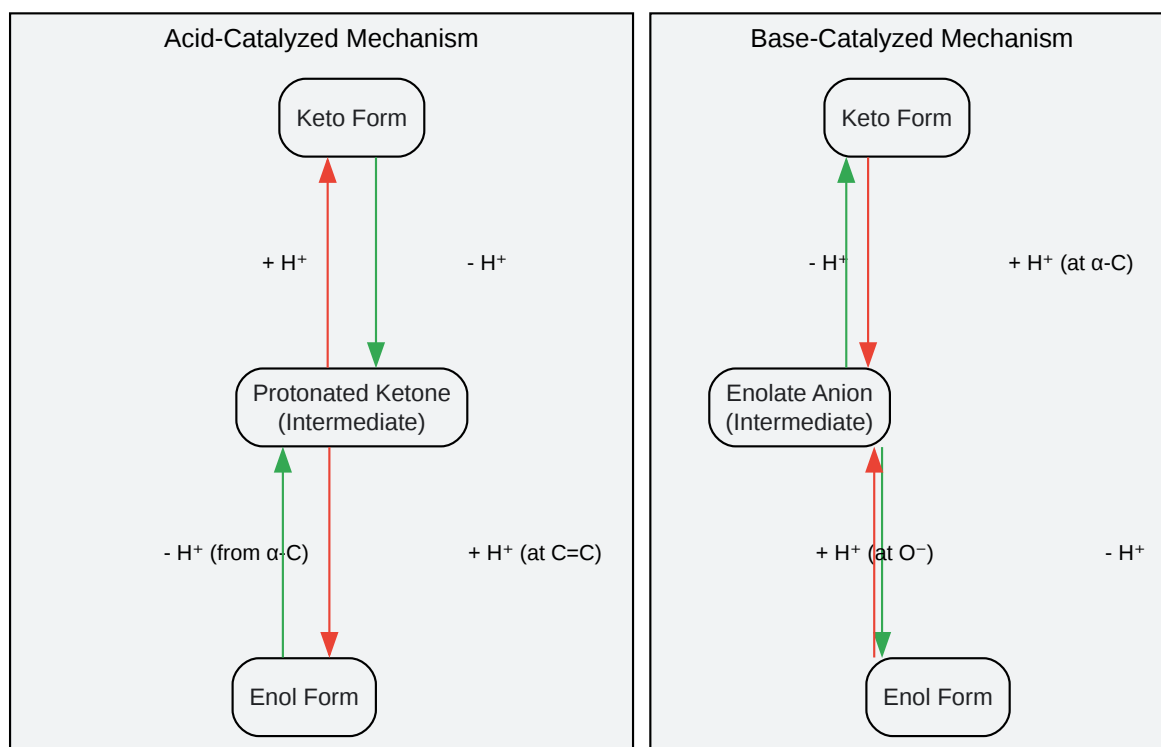 Acid-Catalyzed Mechanism
Keto Form
+ H⁺
- H⁺
Protonated Ketone
(Intermediate)
- H⁺ (from α-C)
+ H⁺ (at C=C)
Enol Form
Base-Catalyzed Mechanism
Keto Form
- H⁺
+ H⁺ (at α-C)
Enolate Anion
(Intermediate)
+ H⁺ (at O⁻)
- H⁺
Enol Form